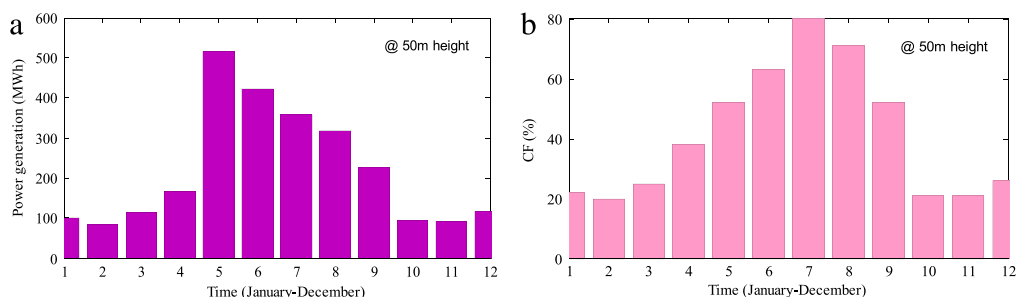 a
Power generation (MWh)
600
500
400
300
200
100
0
@ 50m height
1 2 3 4 5 6 7 8 9 10 11 12
Time (January-December)
b
CF (%)
80
60
40
20
0
@ 50m height
1 2 3 4 5 6 7 8 9 10 11 12
Time (January-December)